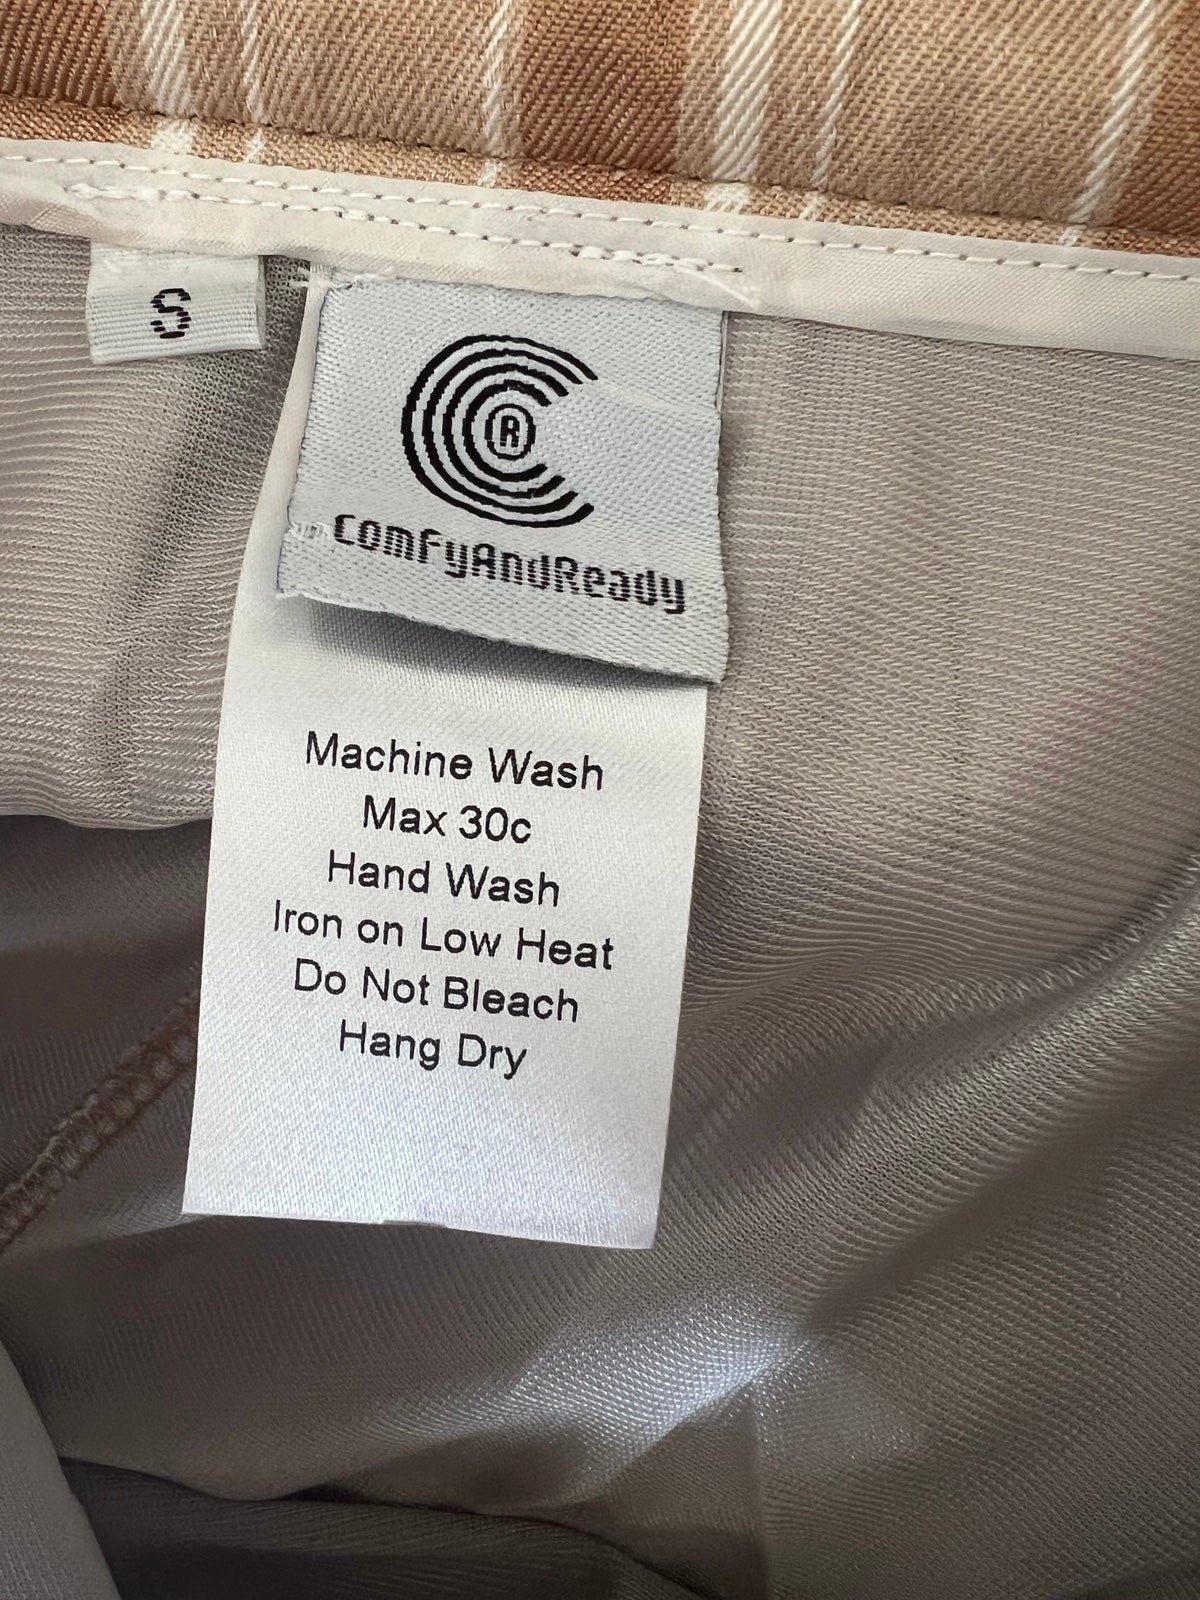 S
R
ComfyAndReady
Machine Wash
Max 30c
Hand Wash
Iron on Low Heat
Do Not Bleach
Hang Dry